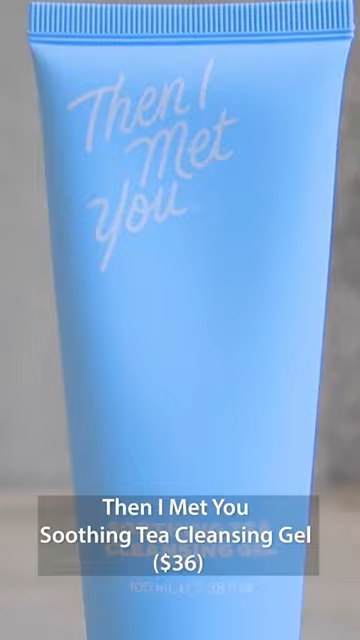 Then I
Met
You
Then I Met You
Soothing Tea Cleansing Gel
($36)